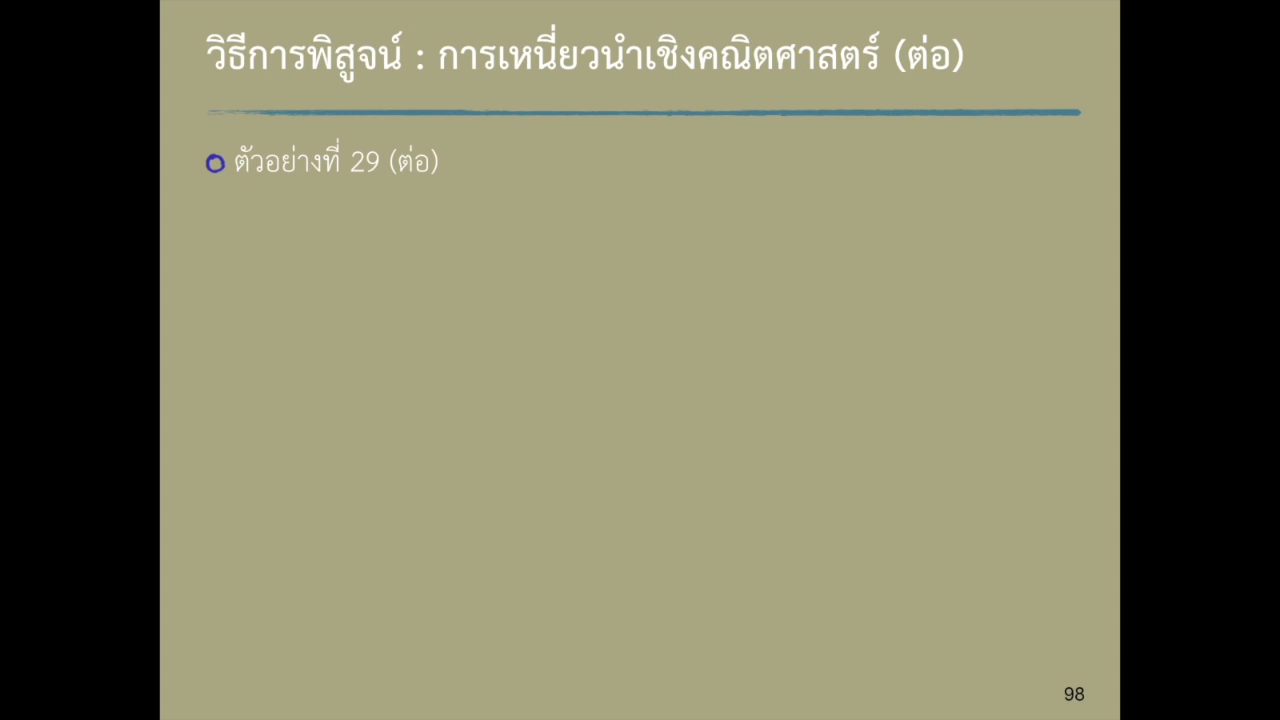 วิธีการพิสูจน์ : การเหนี่ยวนำเชิงคณิตศาสตร์ (ต่อ)
ตัวอย่างที่ 29 (ต่อ)
98